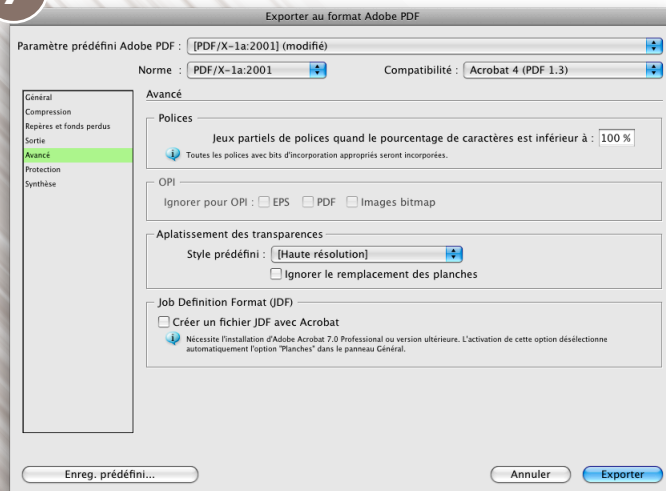 Exporter au format Adobe PDF
Paramètre prédéfini Adobe PDF : [PDF/X-1a:2001] (modifié)
Norme : PDF/X-1a:2001 Compatibilité : Acrobat 4 (PDF 1.3)
Général
Compression
Repères et fonds perdus
Sortie
Avancé
Protection
Synthèse
Avancé
Polices
Jeux partiels de polices quand le pourcentage de caractères est inférieur à : 100 %
Toutes les polices avec bits d'incorporation appropriés seront incorporées.
OPI
Ignorer pour OPI : EPS PDF Images bitmap
Aplatissement des transparences
Style prédéfini : [Haute résolution]
Ignorer le remplacement des planches
Job Definition Format (JDF)
Créer un fichier JDF avec Acrobat
Nécessite l'installation d'Adobe Acrobat 7.0 Professional ou version ultérieure. L'activation de cette option désélectionne
automatiquement l'option "Planches" dans le panneau Général.
Enreg. prédéfini... Annuler Exporter